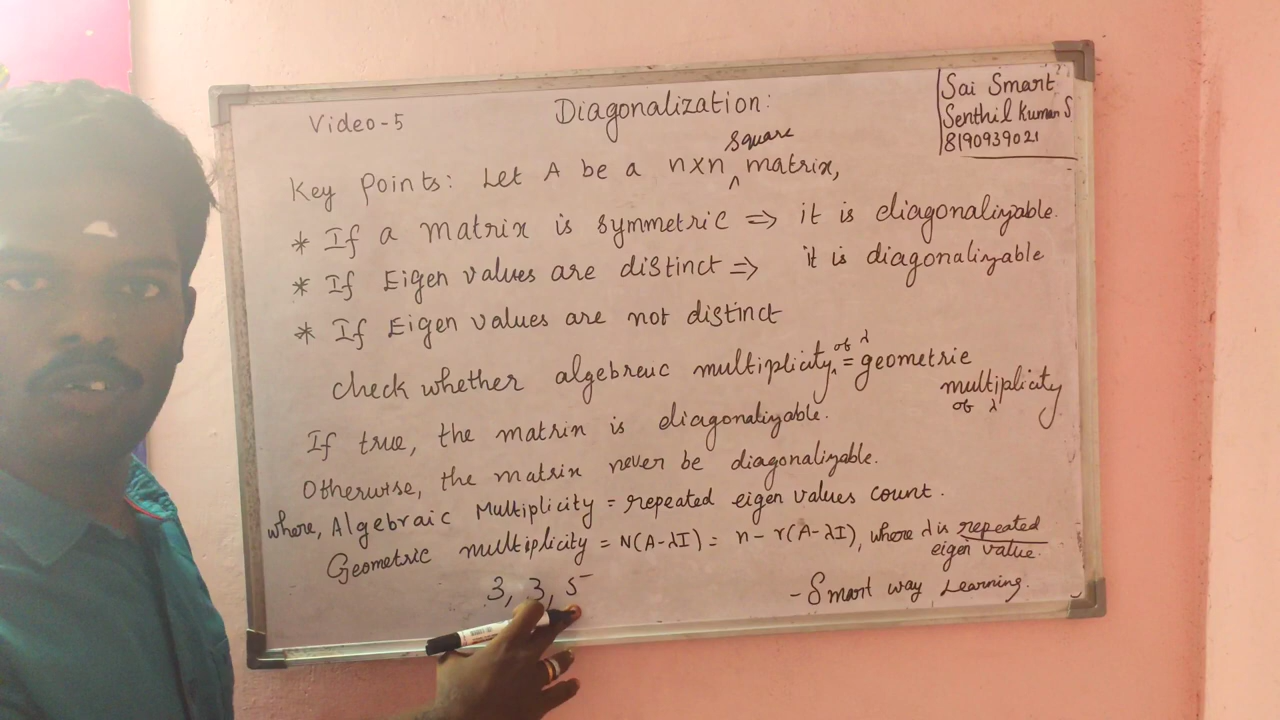 Video-5
Diagonalization:
Sai Smart
Senthil Kumar S
8190939021
Key Points: Let A be a n×n square matrix,
* If a matrix is symmetric ⇒ it is diagonalizable.
* If Eigen values are distinct ⇒ it is diagonalizable
* If Eigen values are not distinct
check whether algebraic multiplicity of λ = geometric
multiplicity
of λ
If true, the matrix is diagonalizable.
Otherwise, the matrix never be diagonalizable.
where, Algebraic Multiplicity = repeated eigen values count.
Geometric multiplicity = N(A-λI) = n-r(A-λI), where λ is repeated
eigen value.
3, 3, 5
- Smart way Learning.